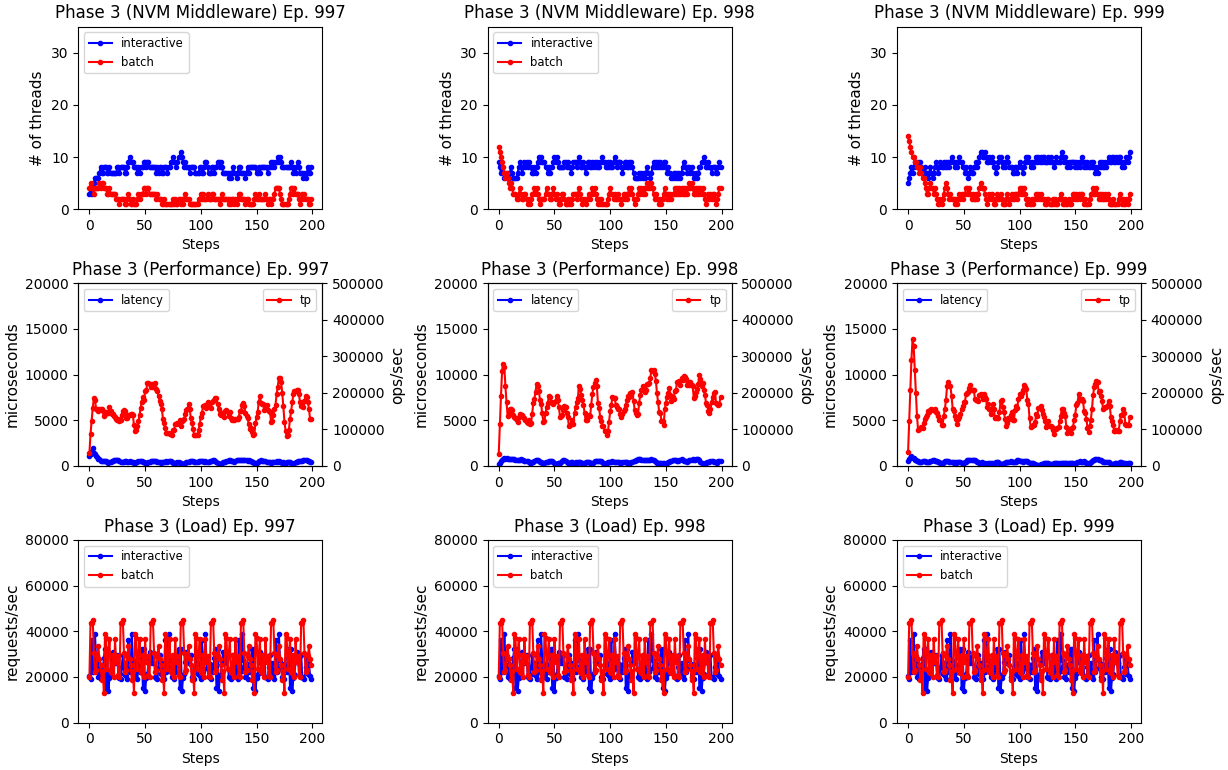 Phase 3 (NVM Middleware) Ep. 997
# of threads
30
20
10
0
interactive
batch
0 50 100 150 200
Steps
Phase 3 (NVM Middleware) Ep. 998
# of threads
30
20
10
0
interactive
batch
0 50 100 150 200
Steps
Phase 3 (NVM Middleware) Ep. 999
# of threads
30
20
10
0
interactive
batch
0 50 100 150 200
Steps
Phase 3 (Performance) Ep. 997
microseconds
20000
15000
10000
5000
0
latency
tp
500000
400000
300000
200000
100000
0
ops/sec
0 50 100 150 200
Steps
Phase 3 (Performance) Ep. 998
microseconds
20000
15000
10000
5000
0
latency
tp
500000
400000
300000
200000
100000
0
ops/sec
0 50 100 150 200
Steps
Phase 3 (Performance) Ep. 999
microseconds
20000
15000
10000
5000
0
latency
tp
500000
400000
300000
200000
100000
0
ops/sec
0 50 100 150 200
Steps
Phase 3 (Load) Ep. 997
requests/sec
80000
60000
40000
20000
0
interactive
batch
0 50 100 150 200
Steps
Phase 3 (Load) Ep. 998
requests/sec
80000
60000
40000
20000
0
interactive
batch
0 50 100 150 200
Steps
Phase 3 (Load) Ep. 999
requests/sec
80000
60000
40000
20000
0
interactive
batch
0 50 100 150 200
Steps